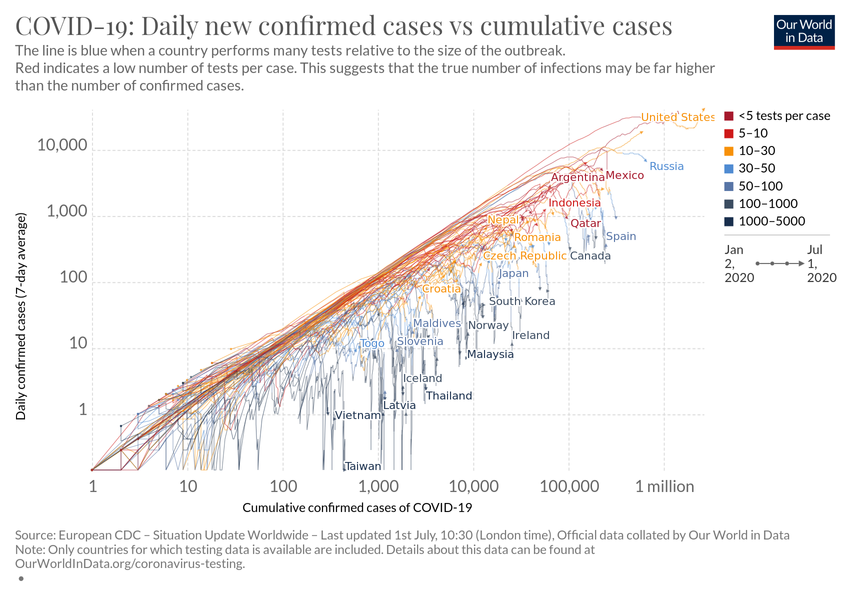 COVID-19: Daily new confirmed cases vs cumulative cases
Our World
in Data
The line is blue when a country performs many tests relative to the size of the outbreak.
Red indicates a low number of tests per case. This suggests that the true number of infections may be far higher
than the number of confirmed cases.
Daily confirmed cases (7-day average)
10,000
1,000
100
10
1
United States
Russia
Argentina
Mexico
Indonesia
Nepal
Qatar
Romania
Spain
Czech Republic
Canada
Japan
Croatia
South Korea
Maldives
Norway
Togo
Slovenia
Ireland
Malaysia
Iceland
Thailand
Latvia
Vietnam
Taiwan
1
10
100
1,000
10,000
100,000
1 million
Cumulative confirmed cases of COVID-19
<5 tests per case
5–10
10–30
30–50
50–100
100–1000
1000–5000
Jan
2,
2020
Jul
1,
2020
Source: European CDC – Situation Update Worldwide – Last updated 1st July, 10:30 (London time), Official data collated by Our World in Data
Note: Only countries for which testing data is available are included. Details about this data can be found at
OurWorldInData.org/coronavirus-testing.